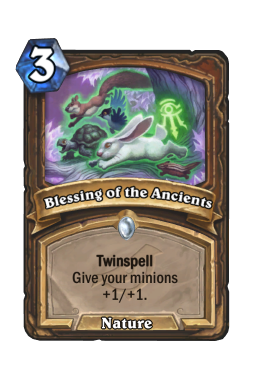 3
Blessing of the Ancients
Twinspell
Give your minions
+1/+1.
Nature